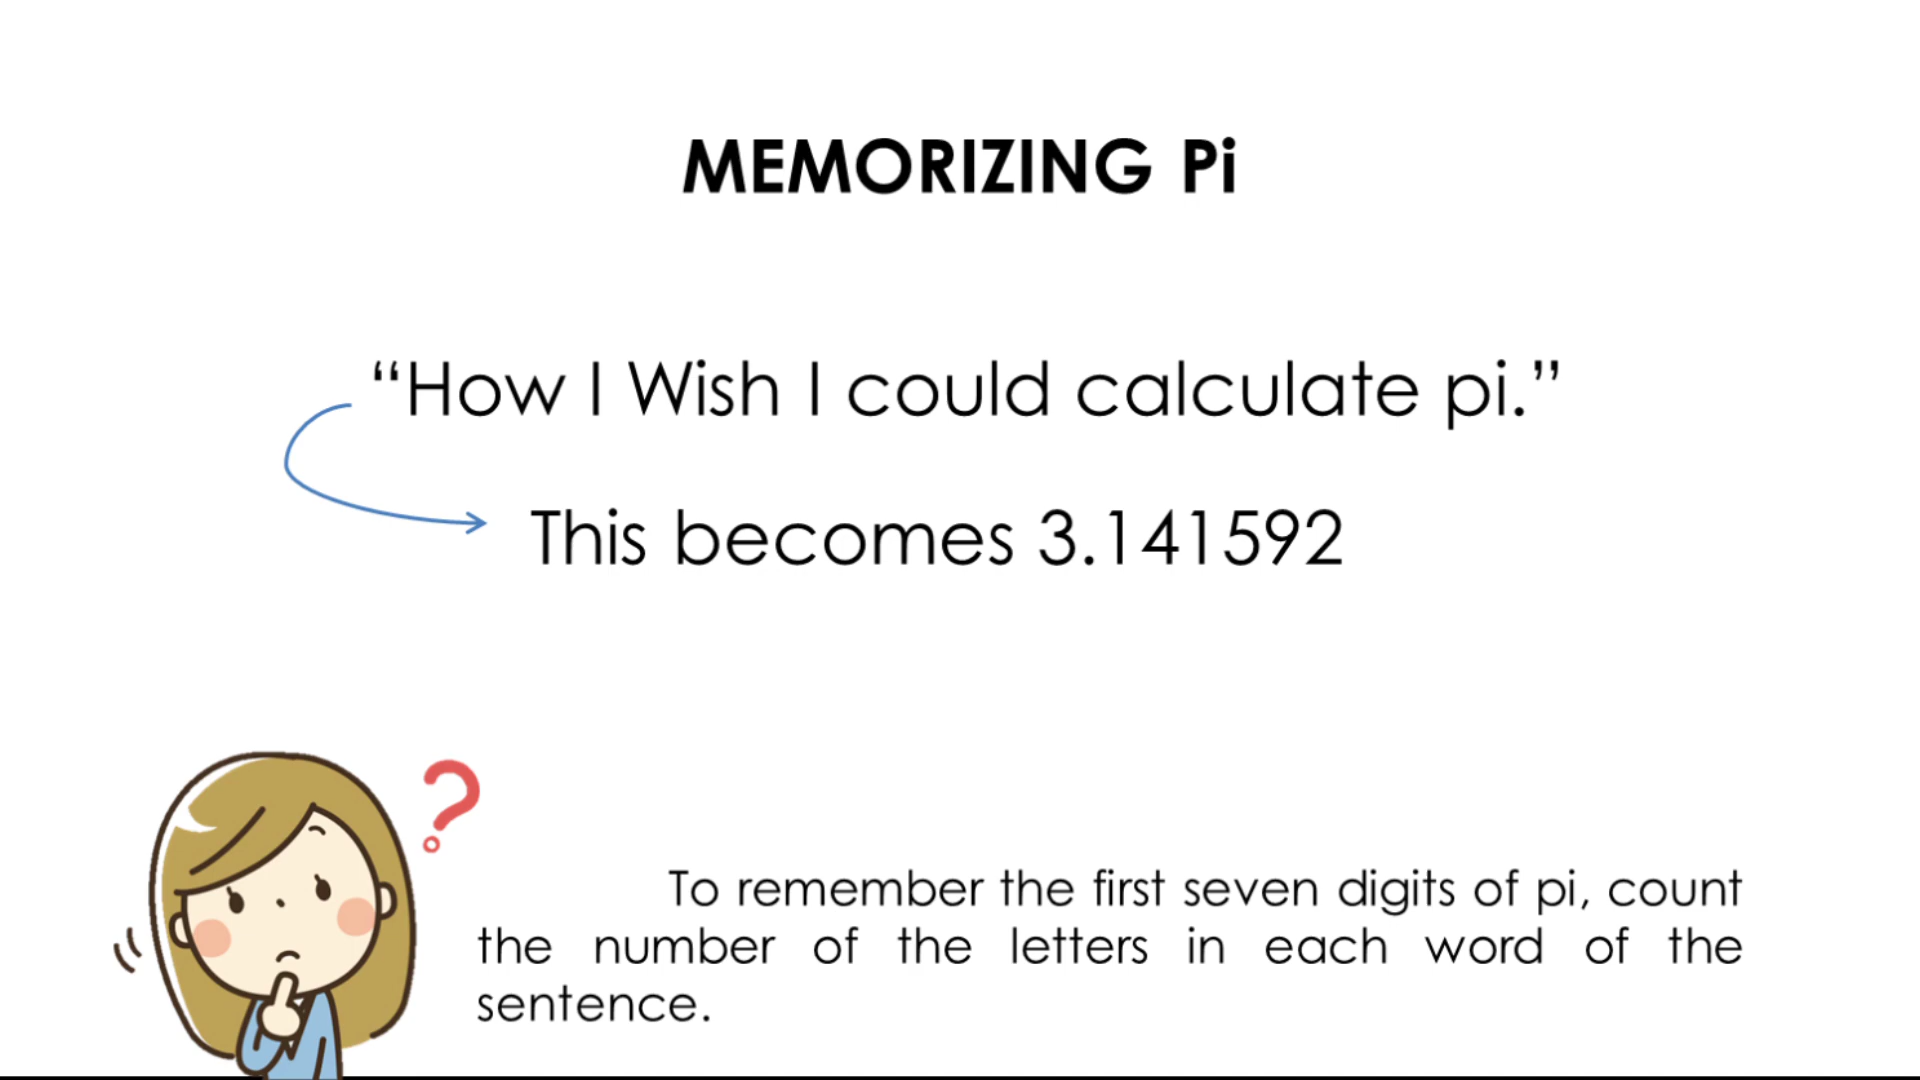 MEMORIZING Pi
“How I Wish I could calculate pi.”
This becomes 3.141592
?
To remember the first seven digits of pi, count
the number of the letters in each word of the
sentence.